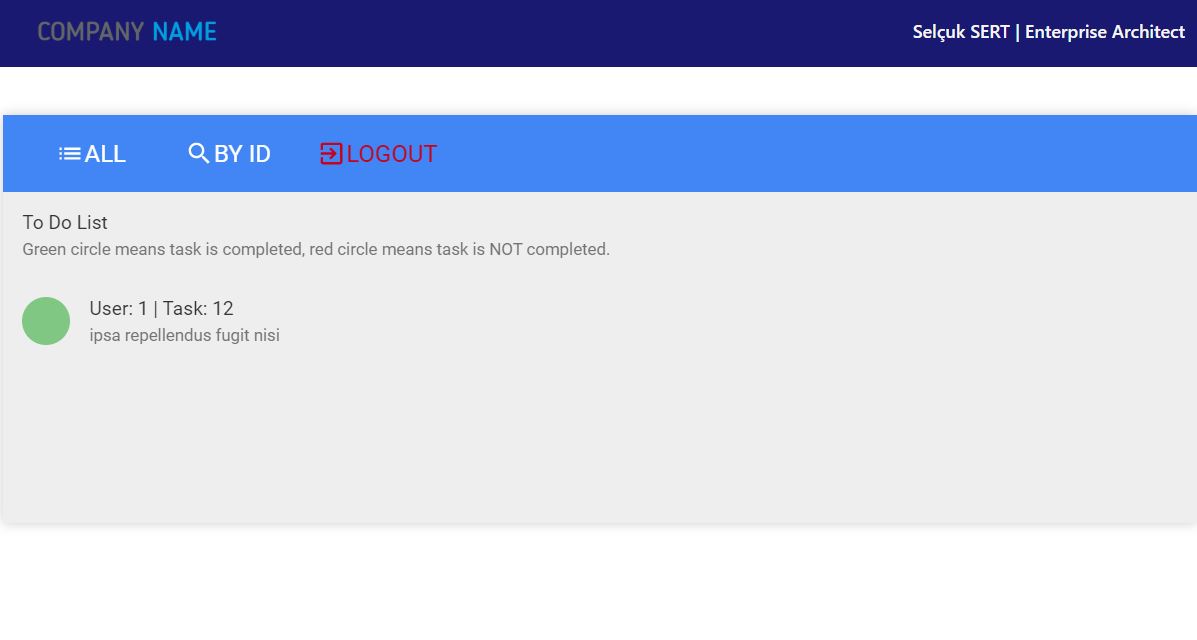 COMPANY NAME
Selçuk SERT | Enterprise Architect
ALL BY ID LOGOUT
To Do List
Green circle means task is completed, red circle means task is NOT completed.
User: 1 | Task: 12
ipsa repellendus fugit nisi